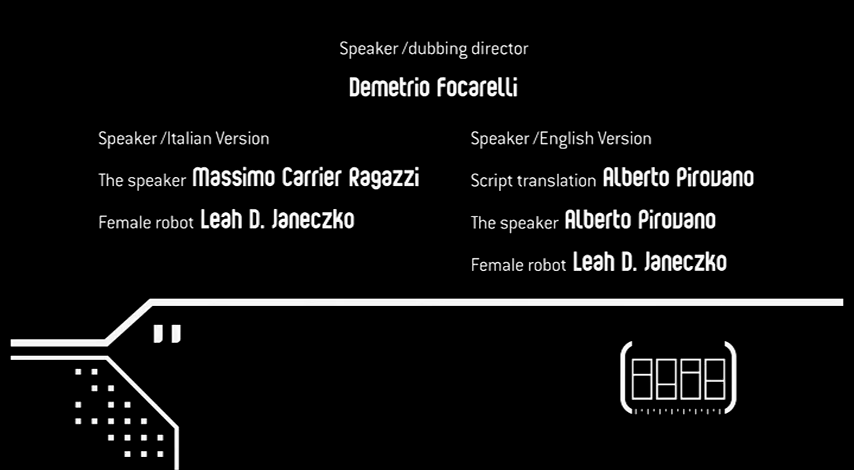 Speaker /dubbing director
Demetrio Focarelli
Speaker /Italian Version
The speaker Massimo Carrier Ragazzi
Female robot Leah D. Janeczko
Speaker /English Version
Script translation Alberto Pirovano
The speaker Alberto Pirovano
Female robot Leah D. Janeczko